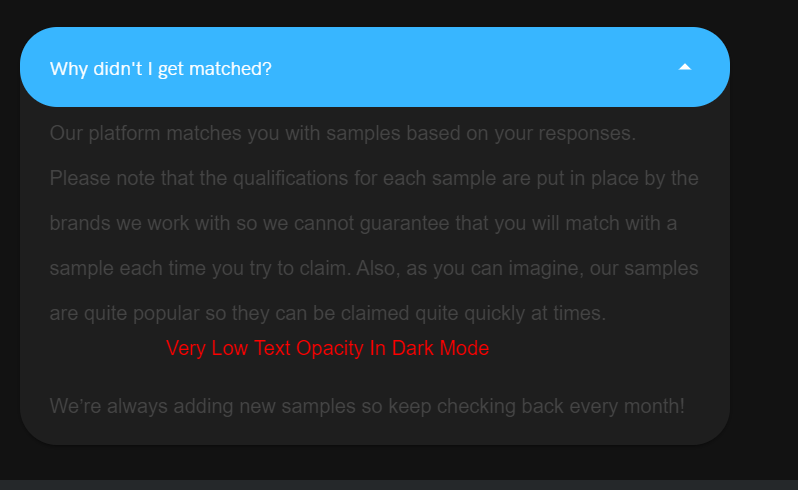 Why didn't I get matched?
Our platform matches you with samples based on your responses.
Please note that the qualifications for each sample are put in place by the
brands we work with so we cannot guarantee that you will match with a
sample each time you try to claim. Also, as you can imagine, our samples
are quite popular so they can be claimed quite quickly at times.
Very Low Text Opacity In Dark Mode
We're always adding new samples so keep checking back every month!